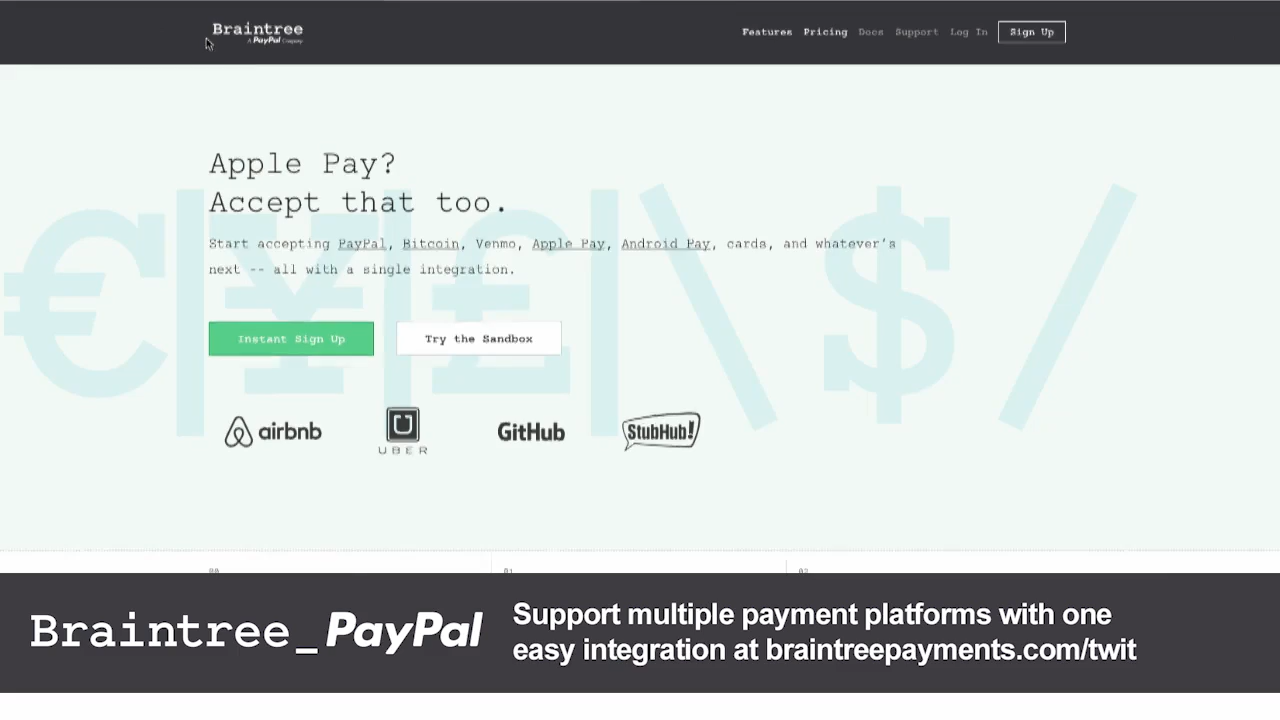 Braintree
A PayPal Company
Features Pricing Docs Support Log In Sign Up
Apple Pay?
Accept that too.
Start accepting PayPal, Bitcoin, Venmo, Apple Pay, Android Pay, cards, and whatever's
next -- all with a single integration.
Instant Sign Up Try the Sandbox
airbnb UBER GitHub StubHub!
€|¥|£|\$/
Braintree_PayPal
Support multiple payment platforms with one
easy integration at braintreepayments.com/twit